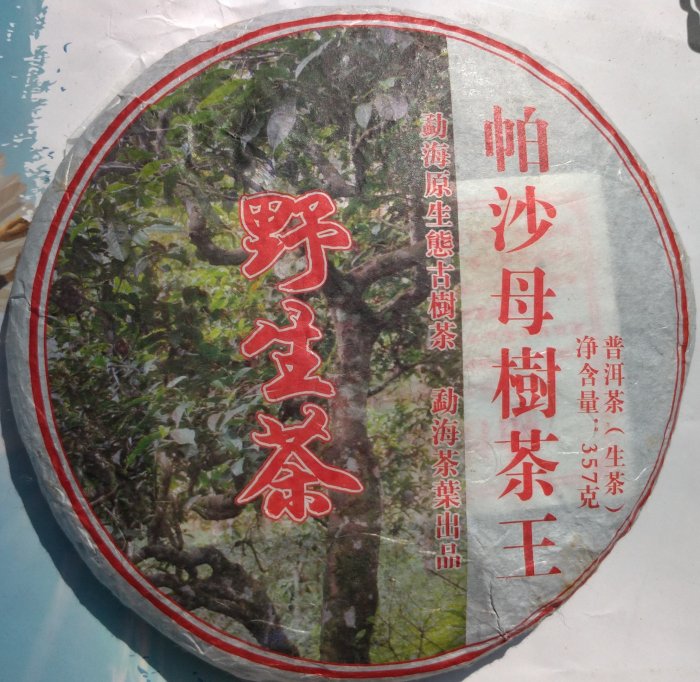 帕沙母樹茶王
普洱茶（生茶）
净含量：357克
勐海原生態古樹茶 勐海茶葉出品
野生茶